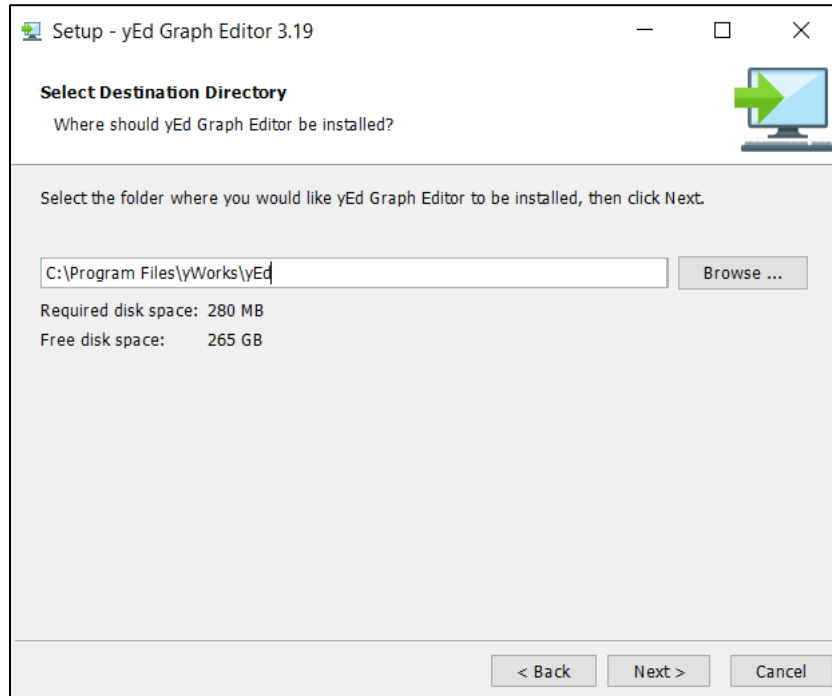 Setup - yEd Graph Editor 3.19
Select Destination Directory
Where should yEd Graph Editor be installed?
Select the folder where you would like yEd Graph Editor to be installed, then click Next.
C:\Program Files\yWorks\yEd Browse ...
Required disk space: 280 MB
Free disk space: 265 GB
< Back Next > Cancel